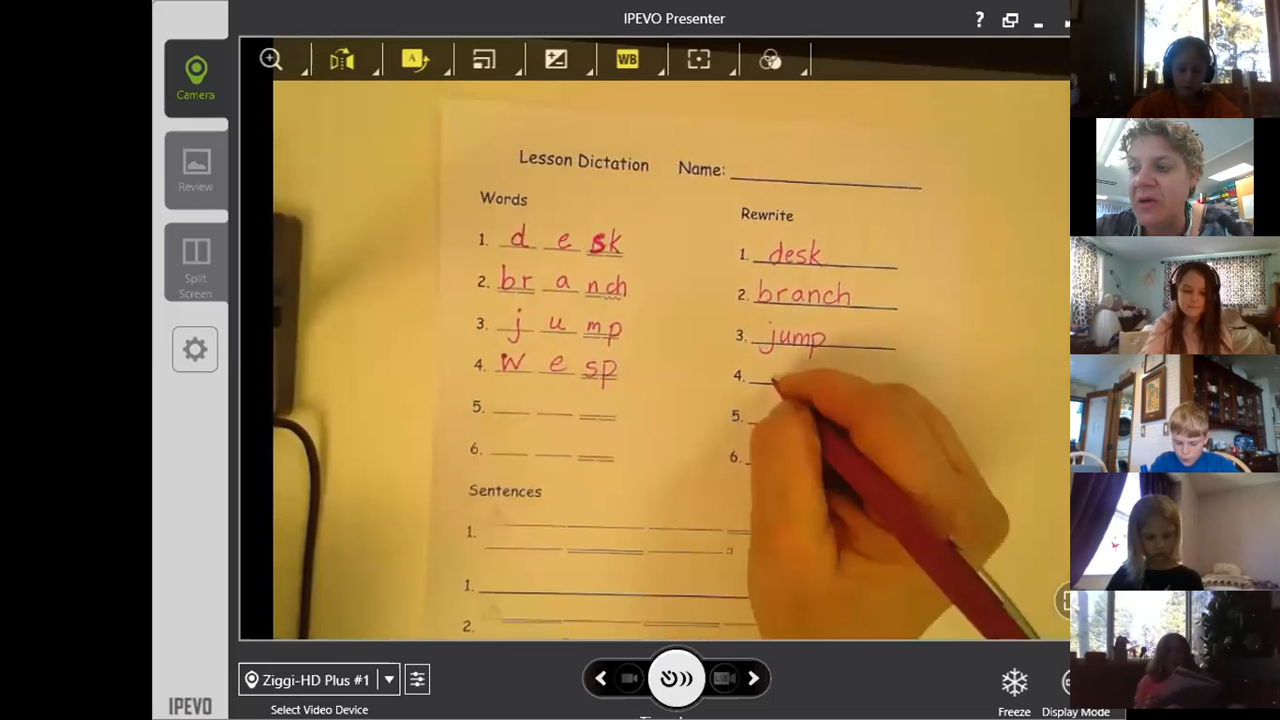 IPEVO Presenter
?
Camera
WB
Review
Split
Screen
Lesson Dictation Name:
Words
Rewrite
1. d e sk
1. desk
2. br a nch
2. branch
3. j u mp
3. jump
4. w e sp
4.
5.
5.
6.
6.
Sentences
1.
1.
2.
Ziggi-HD Plus #1
IPEVO
Select Video Device
Freeze
Display Mode